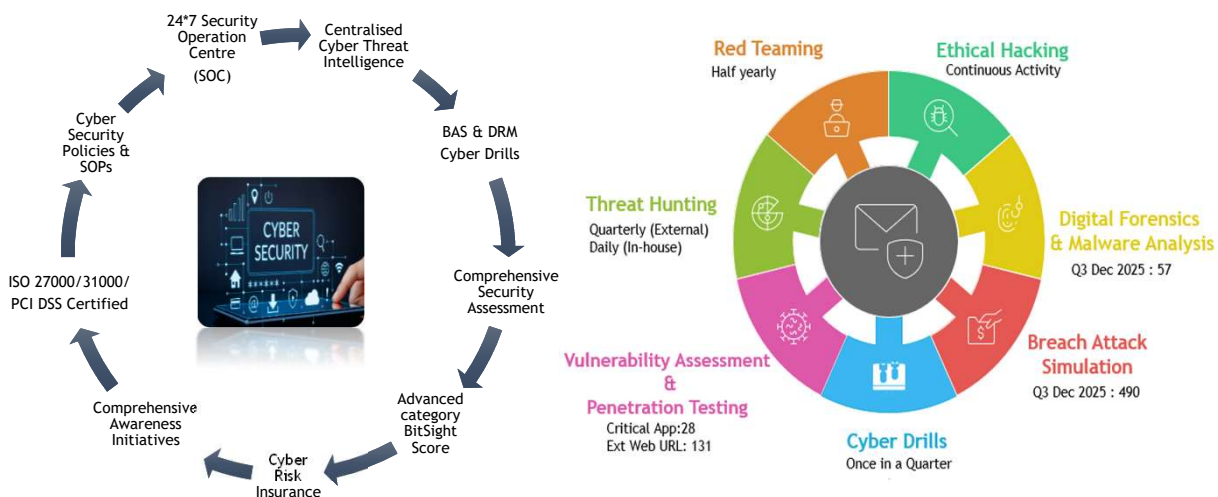 24*7 Security
Operation
Centre
(SOC)
Centralised
Cyber Threat
Intelligence
BAS & DRM
Cyber Drills
Comprehensive
Security
Assessment
Advanced
category
BitSight
Score
Cyber
Risk
Insurance
Comprehensive
Awareness
Initiatives
ISO 27000/31000/
PCI DSS Certified
Cyber
Security
Policies &
SOPs
CYBER
SECURITY
Red Teaming
Half yearly
Ethical Hacking
Continuous Activity
Digital Forensics
& Malware Analysis
Q3 Dec 2025 : 57
Breach Attack
Simulation
Q3 Dec 2025 : 490
Cyber Drills
Once in a Quarter
Vulnerability Assessment
&
Penetration Testing
Critical App:28
Ext Web URL: 131
Threat Hunting
Quarterly (External)
Daily (In-house)